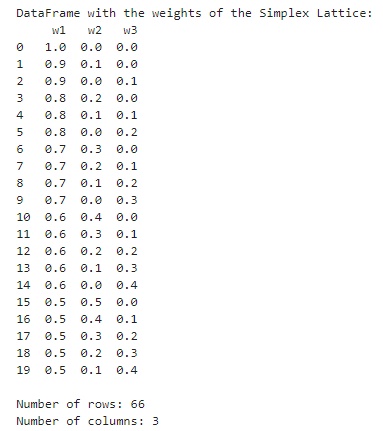 DataFrame with the weights of the Simplex Lattice:
w1 w2 w3
0 1.0 0.0 0.0
1 0.9 0.1 0.0
2 0.9 0.0 0.1
3 0.8 0.2 0.0
4 0.8 0.1 0.1
5 0.8 0.0 0.2
6 0.7 0.3 0.0
7 0.7 0.2 0.1
8 0.7 0.1 0.2
9 0.7 0.0 0.3
10 0.6 0.4 0.0
11 0.6 0.3 0.1
12 0.6 0.2 0.2
13 0.6 0.1 0.3
14 0.6 0.0 0.4
15 0.5 0.5 0.0
16 0.5 0.4 0.1
17 0.5 0.3 0.2
18 0.5 0.2 0.3
19 0.5 0.1 0.4
Number of rows: 66
Number of columns: 3